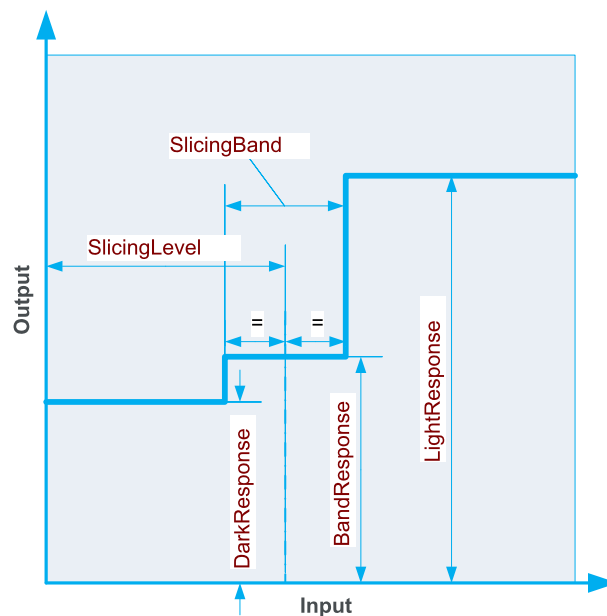 SlicingBand
SlicingLevel
=
=
Output
DarkResponse
BandResponse
LightResponse
Input